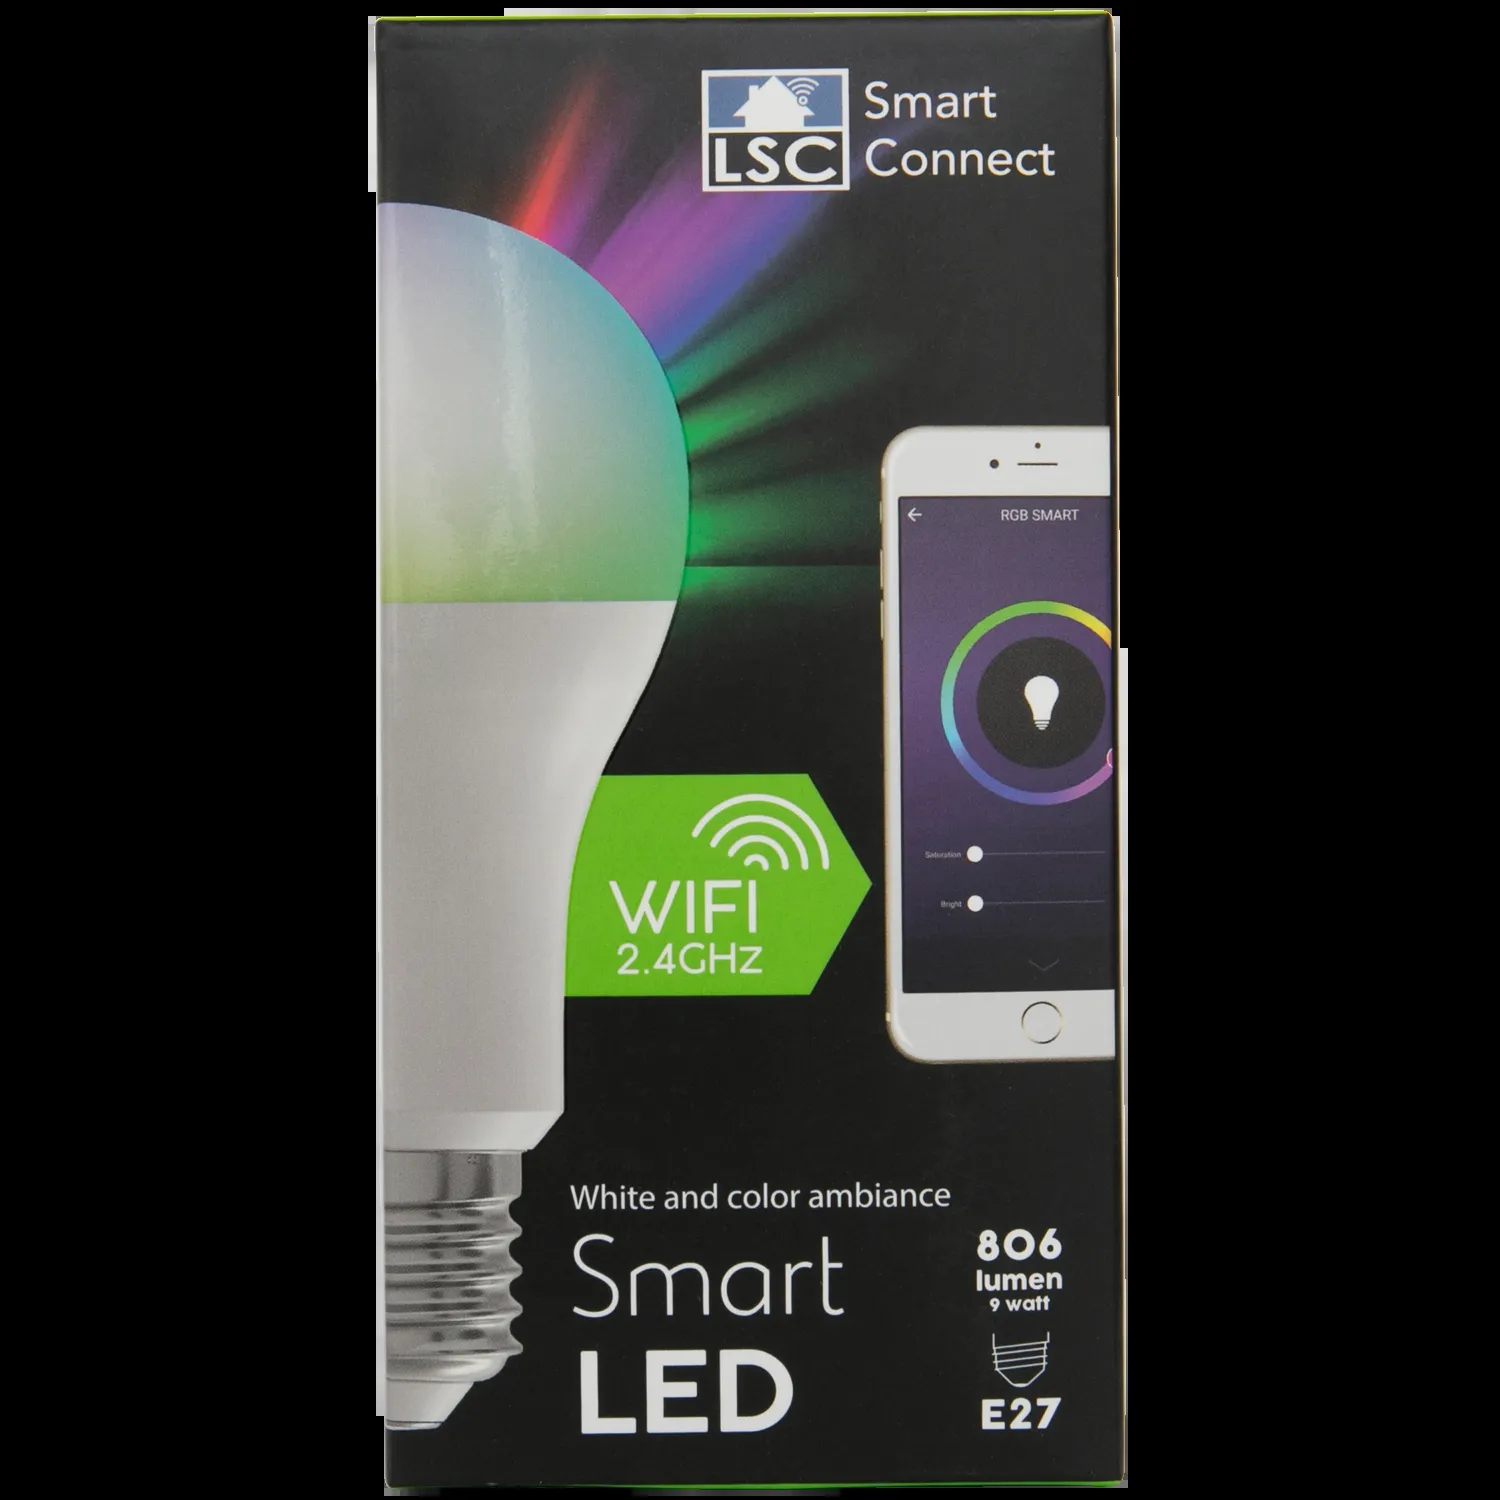 LSC
Smart
Connect
RGB SMART
Saturation
Bright
WIFI
2.4GHz
White and color ambiance
Smart
LED
806
lumen
9 watt
E27